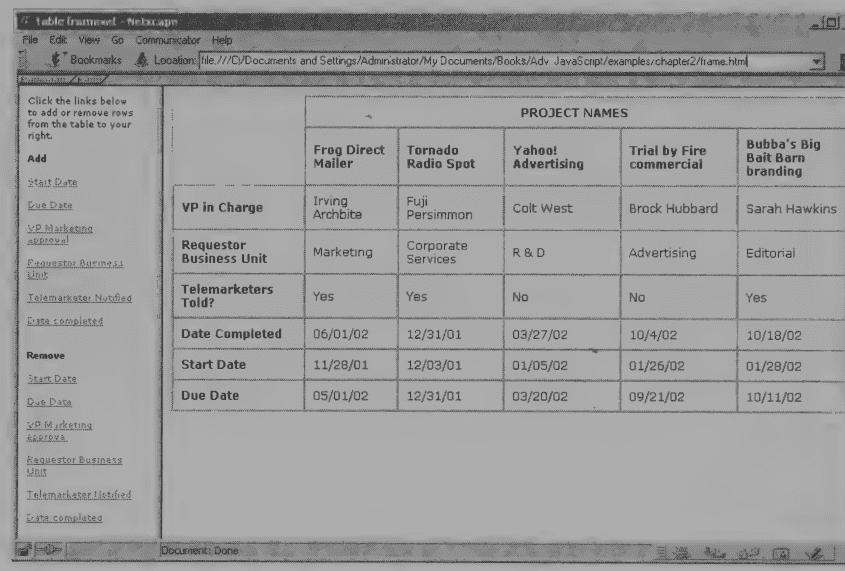 table frameset - Netscape
File Edit View Go Communicator Help
Bookmarks Location: file:///C|/Documents and Settings/Administrator/My Documents/Books/Adv JavaScript/examples/chapter2/frame.html
Click the links below
to add or remove rows
from the table to your
right.
Add
Start Date
Due Date
VP Marketing
approval
Requestor Business
Unit
Telemarketer Notified
Date completed
Remove
Start Date
Due Date
VP Marketing
approval
Requestor Business
Unit
Telemarketer Notified
Date completed
PROJECT NAMES
Frog Direct Mailer Tornado Radio Spot Yahoo! Advertising Trial by Fire commercial Bubba's Big Bait Barn branding
VP in Charge Irving Archbite Fuji Persimmon Colt West Brock Hubbard Sarah Hawkins
Requestor Business Unit Marketing Corporate Services R & D Advertising Editorial
Telemarketers Told? Yes Yes No No Yes
Date Completed 06/01/02 12/31/01 03/27/02 10/4/02 10/18/02
Start Date 11/28/01 12/03/01 01/05/02 01/26/02 01/28/02
Due Date 05/01/02 12/31/01 03/20/02 09/21/02 10/11/02
Document: Done